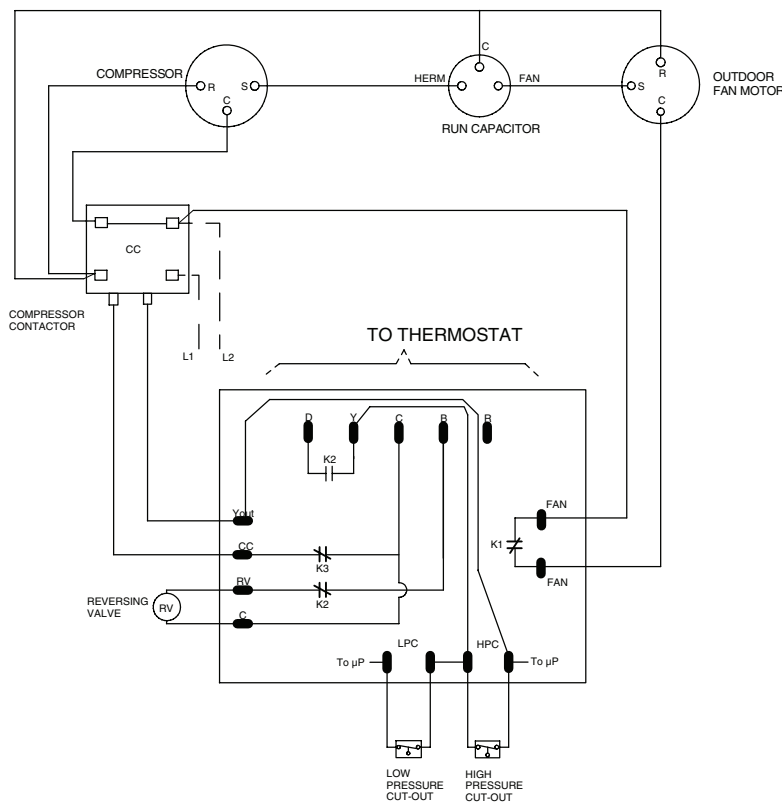 C
COMPRESSOR
R
S
C
HERM
FAN
RUN CAPACITOR
R
S
C
OUTDOOR
FAN MOTOR
CC
COMPRESSOR
CONTACTOR
L1
L2
TO THERMOSTAT
D
Y
C
B
R
K2
Yout
FAN
K1
FAN
CC
K3
RV
K2
C
REVERSING
VALVE
RV
LPC
HPC
To µP
To µP
LOW
PRESSURE
CUT-OUT
HIGH
PRESSURE
CUT-OUT